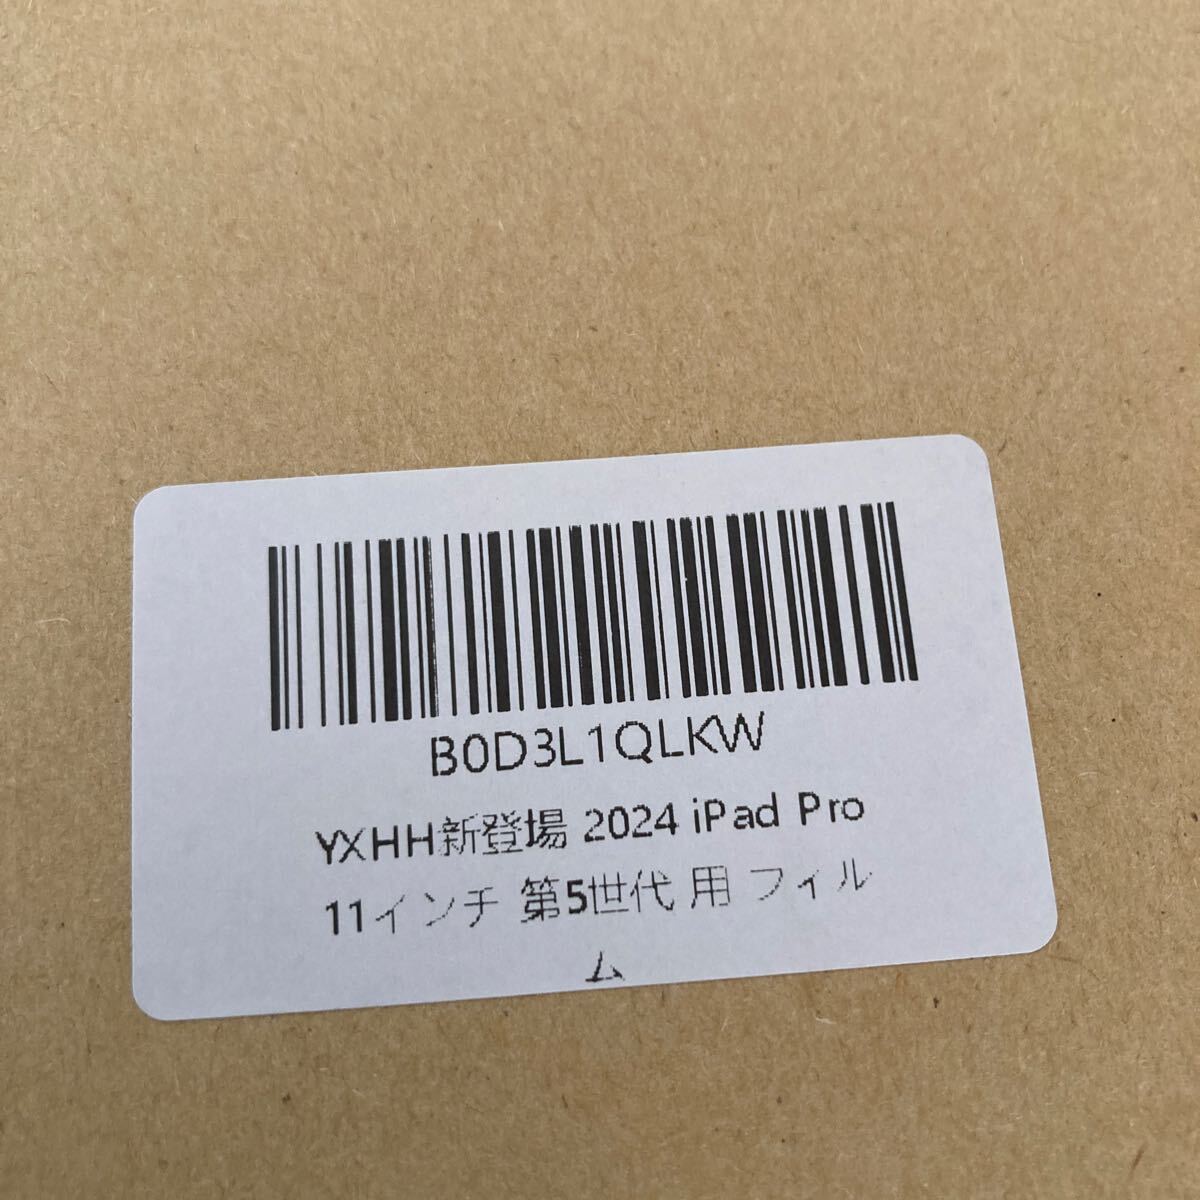 B0D3L1QLKW
YXHH新登場 2024 iPad Pro
11インチ 第5世代 用 フィル
ム